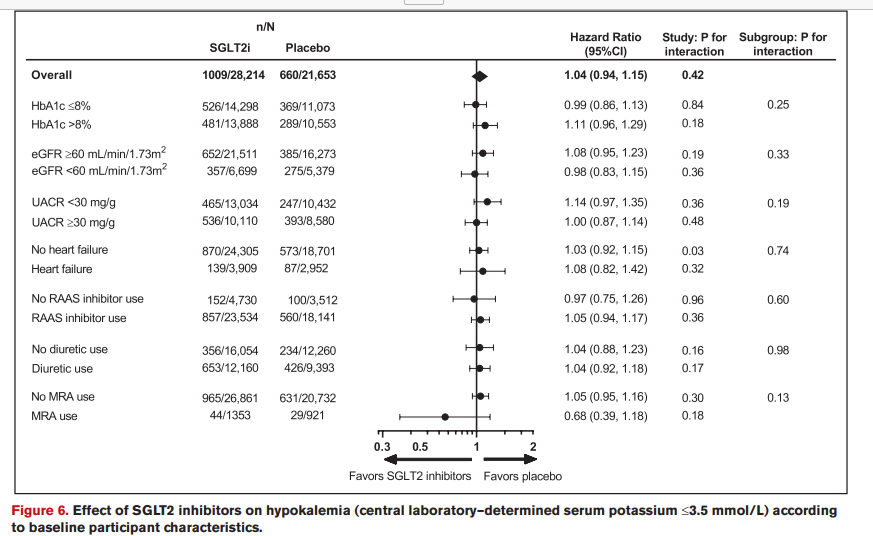 n/N
SGLT2i Placebo Hazard Ratio (95%CI) Study: P for interaction Subgroup: P for interaction
Overall 1009/28,214 660/21,653 1.04 (0.94, 1.15) 0.42
HbA1c ≤8% 526/14,298 369/11,073 0.99 (0.86, 1.13) 0.84 0.25
HbA1c >8% 481/13,888 289/10,553 1.11 (0.96, 1.29) 0.18
eGFR ≥60 mL/min/1.73m² 652/21,511 385/16,273 1.08 (0.95, 1.23) 0.19 0.33
eGFR <60 mL/min/1.73m² 357/6,699 275/5,379 0.98 (0.83, 1.15) 0.36
UACR <30 mg/g 465/13,034 247/10,432 1.14 (0.97, 1.35) 0.36 0.19
UACR ≥30 mg/g 536/10,110 393/8,580 1.00 (0.87, 1.14) 0.48
No heart failure 870/24,305 573/18,701 1.03 (0.92, 1.15) 0.03 0.74
Heart failure 139/3,909 87/2,952 1.08 (0.82, 1.42) 0.32
No RAAS inhibitor use 152/4,730 100/3,512 0.97 (0.75, 1.26) 0.96 0.60
RAAS inhibitor use 857/23,534 560/18,141 1.05 (0.94, 1.17) 0.36
No diuretic use 356/16,054 234/12,260 1.04 (0.88, 1.23) 0.16 0.98
Diuretic use 653/12,160 426/9,393 1.04 (0.92, 1.18) 0.17
No MRA use 965/26,861 631/20,732 1.05 (0.95, 1.16) 0.30 0.13
MRA use 44/1353 29/921 0.68 (0.39, 1.18) 0.18
0.3 0.5 1 2
Favors SGLT2 inhibitors Favors placebo
Figure 6. Effect of SGLT2 inhibitors on hypokalemia (central laboratory–determined serum potassium ≤3.5 mmol/L) according
to baseline participant characteristics.